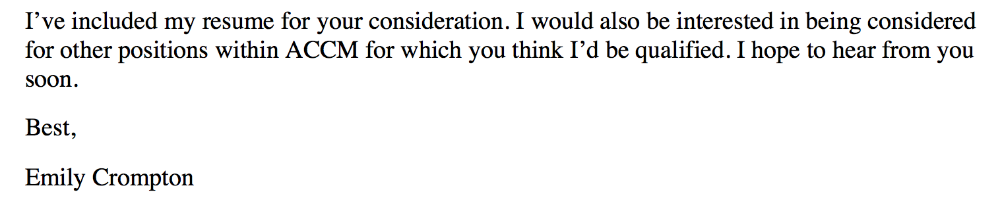 I’ve included my resume for your consideration. I would also be interested in being considered
for other positions within ACCM for which you think I’d be qualified. I hope to hear from you
soon.
Best,
Emily Crompton